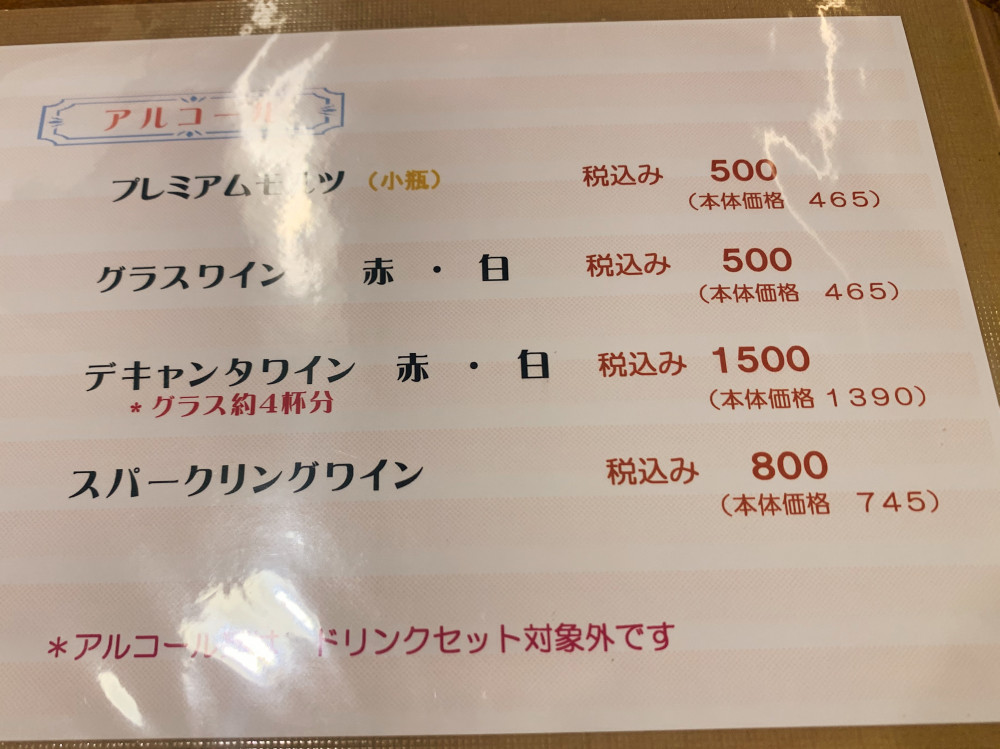 アルコール
プレミアムモルツ (小瓶) 税込み 500
(本体価格 465)
グラスワイン 赤・白 税込み 500
(本体価格 465)
デキャンタワイン 赤・白 税込み 1500
*グラス約4杯分 (本体価格 1390)
スパークリングワイン 税込み 800
(本体価格 745)
*アルコール ドリンクセット対象外です